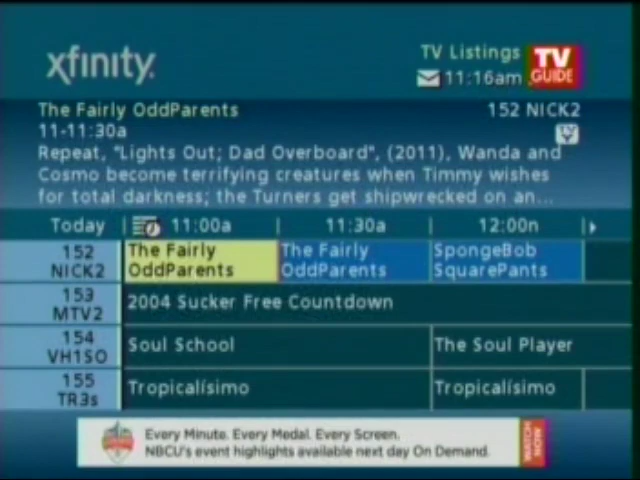 xfinity.
TV Listings
TV GUIDE
11:16am
The Fairly OddParents
152 NICK2
11-11:30a
TV
Repeat, "Lights Out; Dad Overboard", (2011), Wanda and
Cosmo become terrifying creatures when Timmy wishes
for total darkness; the Turners get shipwrecked on an...
Today 11:00a 11:30a 12:00n
152 NICK2
The Fairly OddParents
The Fairly OddParents
SpongeBob SquarePants
153 MTV2
2004 Sucker Free Countdown
154 VH1SO
Soul School
The Soul Player
155 TR3s
Tropicalísimo
Tropicalísimo
Every Minute. Every Medal. Every Screen.
NBCU's event highlights available next day On Demand.
WATCH NOW